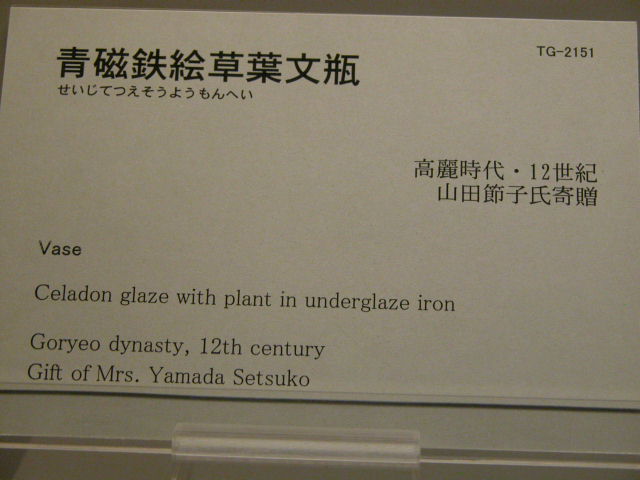 TG-2151
青磁鉄絵草葉文瓶
せいじてつえそうようもんへい
高麗時代・12世紀
山田節子氏寄贈
Vase
Celadon glaze with plant in underglaze iron
Goryeo dynasty, 12th century
Gift of Mrs. Yamada Setsuko